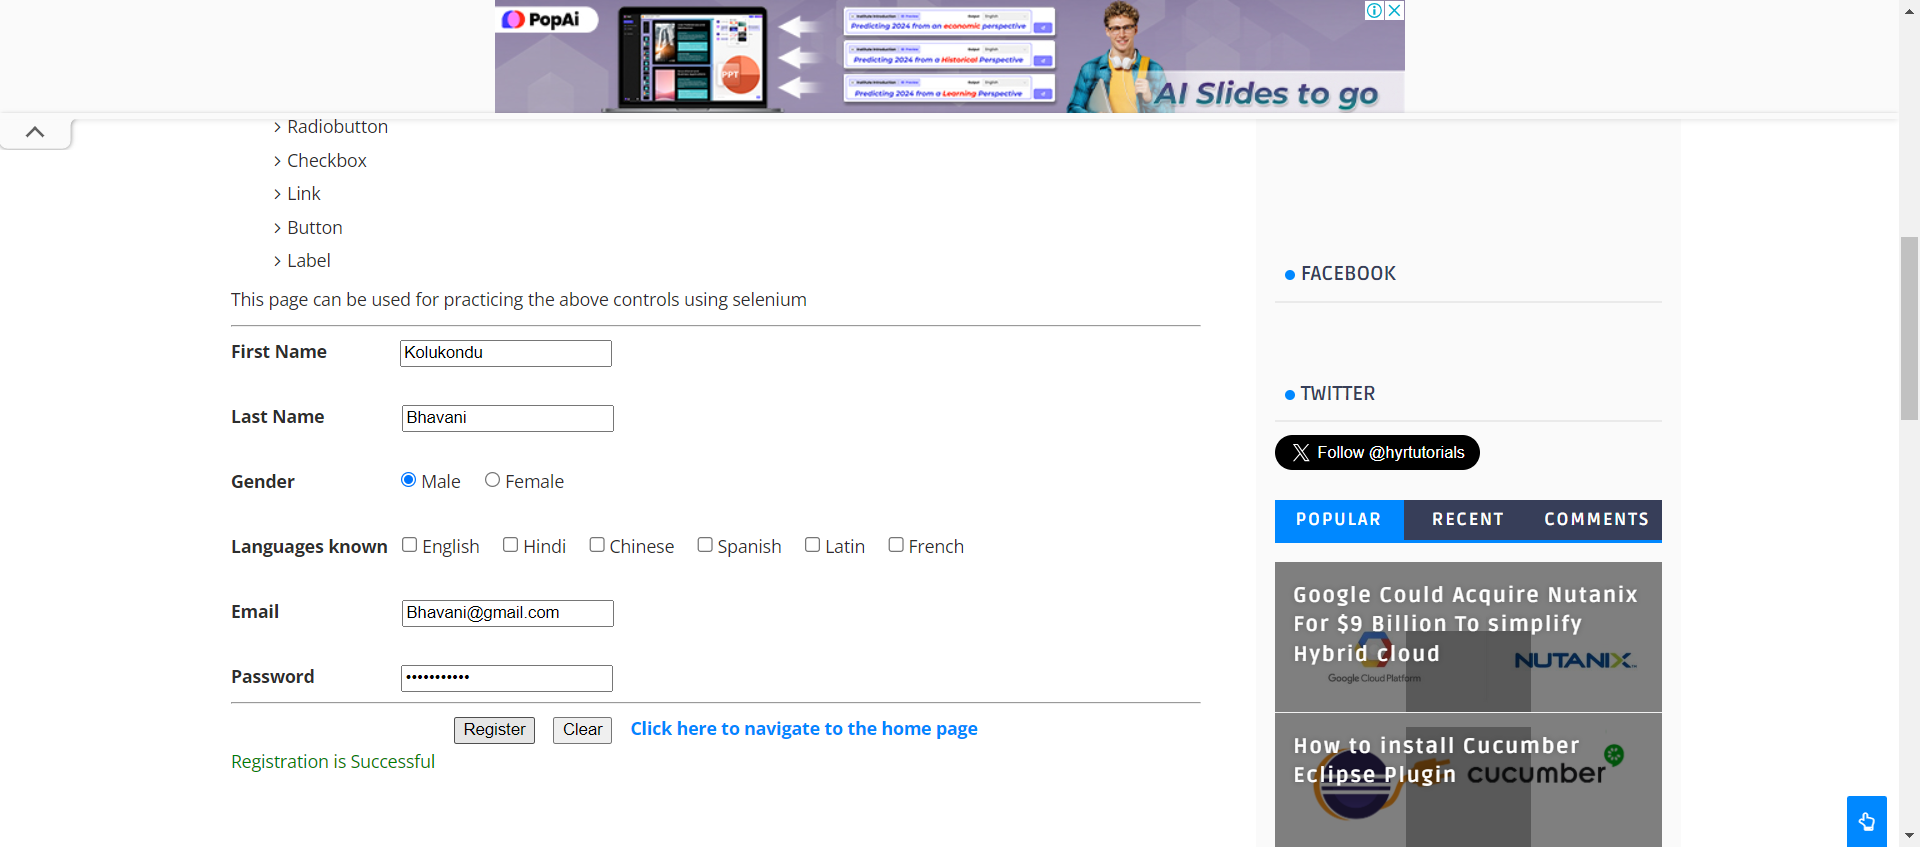 PopAi
Predicting 2024 from an economic perspective
Predicting 2024 from a Historical Perspective
Predicting 2024 from a Learning Perspective
PPT
AI Slides to go
Radiobutton
Checkbox
Link
Button
Label
This page can be used for practicing the above controls using selenium
First Name Kolukondu
Last Name Bhavani
Gender Male Female
Languages known English Hindi Chinese Spanish Latin French
Email Bhavani@gmail.com
Password •••••••••••
Register Clear Click here to navigate to the home page
Registration is Successful
FACEBOOK
TWITTER
Follow @hyrtutorials
POPULAR RECENT COMMENTS
Google Could Acquire Nutanix
For $9 Billion To simplify
Hybrid cloud
NUTANIX
Google Cloud Platform
How to install Cucumber
Eclipse Plugin
cucumber